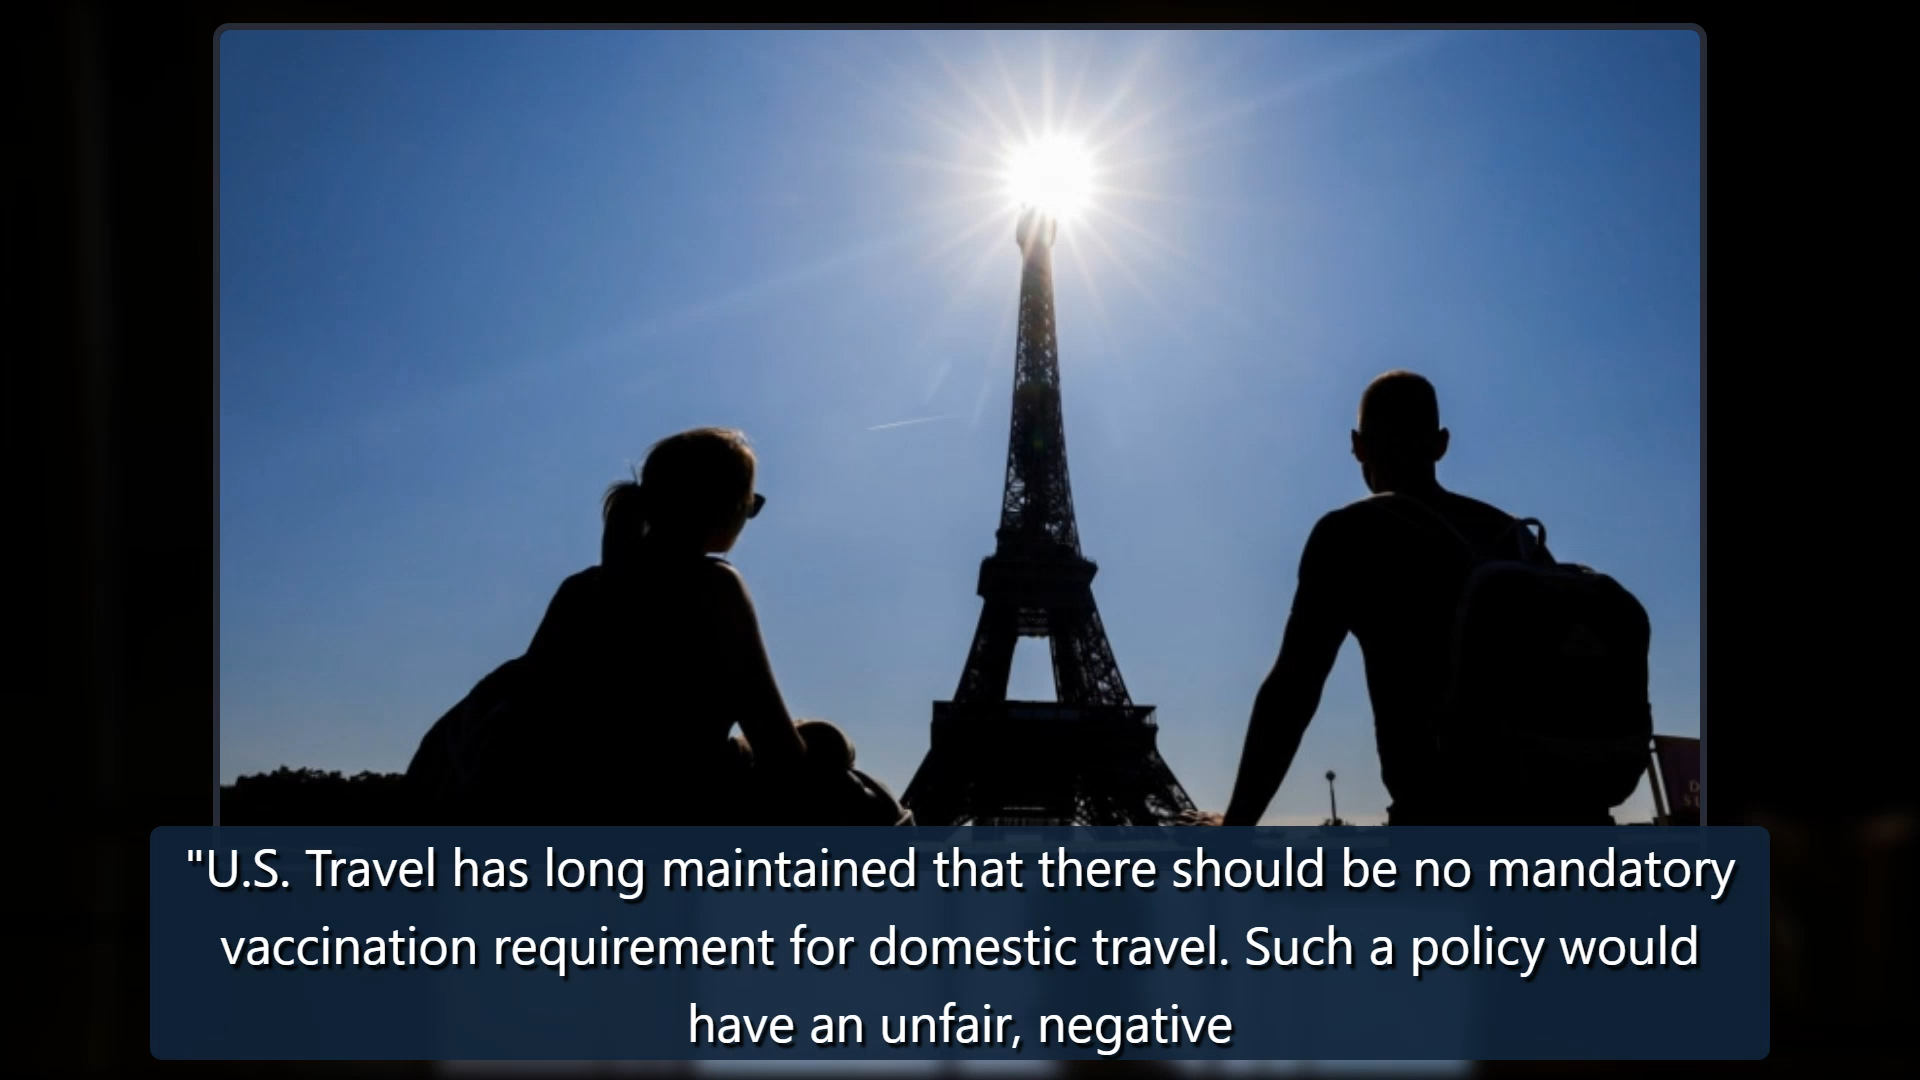 "U.S. Travel has long maintained that there should be no mandatory
vaccination requirement for domestic travel. Such a policy would
have an unfair, negative